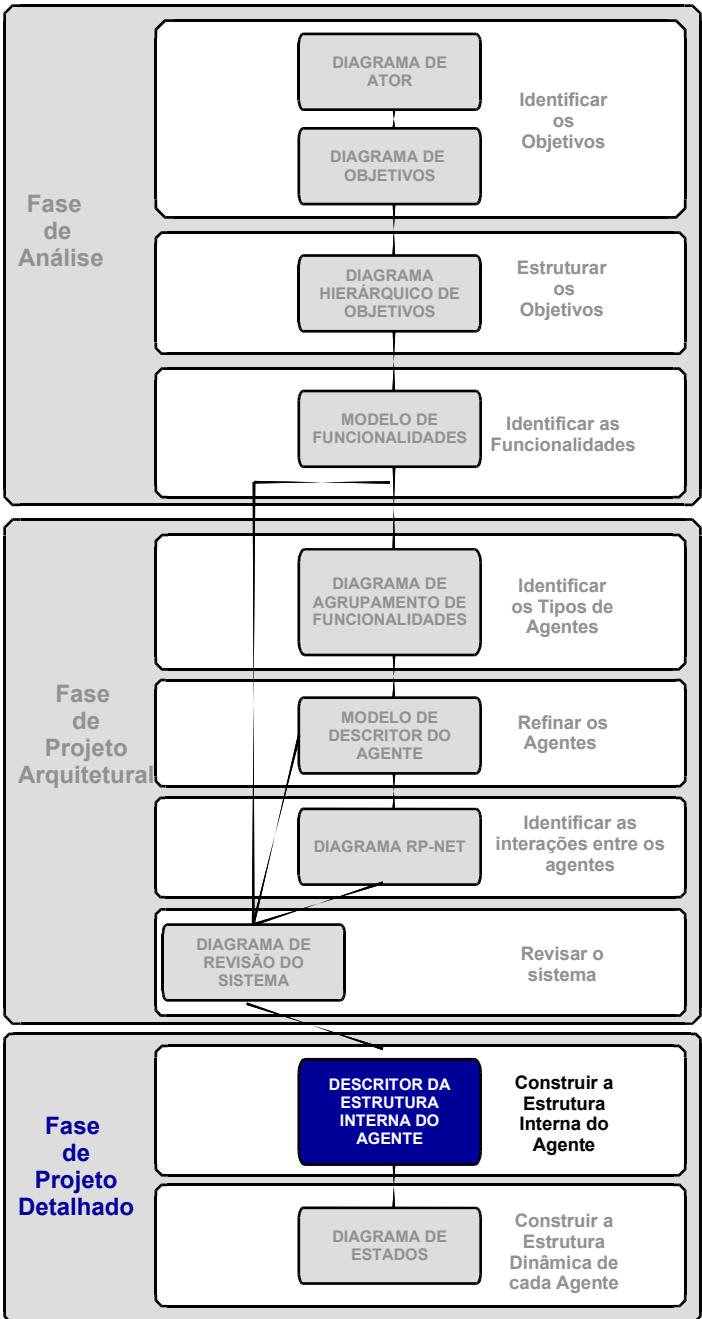 Fase
de
Análise
DIAGRAMA DE
ATOR
DIAGRAMA DE
OBJETIVOS
Identificar
os
Objetivos
DIAGRAMA
HIERÁRQUICO DE
OBJETIVOS
Estruturar
os
Objetivos
MODELO DE
FUNCIONALIDADES
Identificar as
Funcionalidades
Fase
de
Projeto
Arquitetural
DIAGRAMA DE
AGRUPAMENTO DE
FUNCIONALIDADES
Identificar
os Tipos de
Agentes
MODELO DE
DESCRITOR DO
AGENTE
Refinar os
Agentes
DIAGRAMA RP-NET
Identificar as
interações entre os
agentes
DIAGRAMA DE
REVISÃO DO
SISTEMA
Revisar o
sistema
Fase
de
Projeto
Detalhado
DESCRITOR DA
ESTRUTURA
INTERNA DO
AGENTE
Construir a
Estrutura
Interna do
Agente
DIAGRAMA DE
ESTADOS
Construir a
Estrutura
Dinâmica de
cada Agente